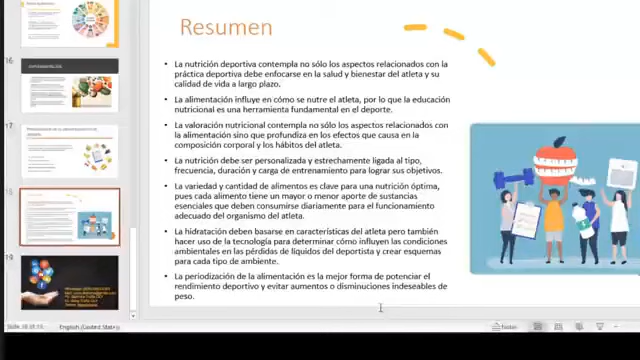 Resumen
• La nutrición deportiva contempla no sólo los aspectos relacionados con la
práctica deportiva debe enfocarse en la salud y bienestar del atleta y su
calidad de vida a largo plazo.
• La alimentación influye en cómo se nutre el atleta, por lo que la educación
nutricional es una herramienta fundamental en el deporte.
• La valoración nutricional contempla no sólo los aspectos relacionados con
la alimentación sino que profundiza en los efectos que causa en la
composición corporal y los hábitos del atleta.
• La nutrición debe ser personalizada y estrechamente ligada al tipo,
frecuencia, duración y carga de entrenamiento para lograr sus objetivos.
• La variedad y cantidad de alimentos es clave para una nutrición óptima,
pues cada alimento tiene un mayor o menor aporte de sustancias
esenciales que deben consumirse diariamente para el funcionamiento
adecuado del organismo del atleta.
• La hidratación deben basarse en características del atleta pero también
hacer uso de la tecnología para determinar cómo influyen las condiciones
ambientales en las pérdidas de líquidos del deportista y crear esquemas
para cada tipo de ambiente.
• La periodización de la alimentación es la mejor forma de potenciar el
rendimiento deportivo y evitar aumentos o disminuciones indeseables de
peso.
16
17
19
English (United
Notas